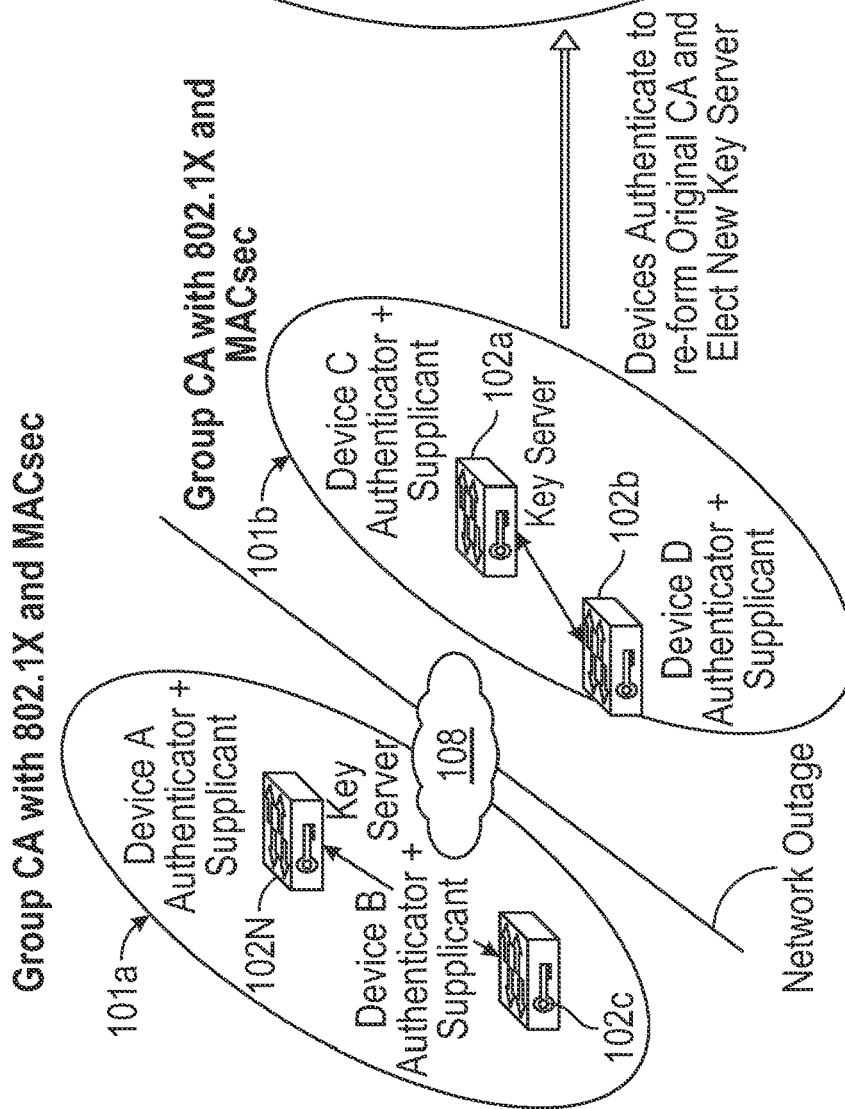 Group CA with 802.1X and MACsec
101a
Device A
Authenticator +
Supplicant
102N
Key
Server
Device B
Authenticator +
Supplicant
102c
108
Network Outage
Group CA with 802.1X and
MACsec
101b
Device C
Authenticator +
Supplicant
102a
Key Server
102b
Device D
Authenticator +
Supplicant
Devices Authenticate to
re-form Original CA and
Elect New Key Server